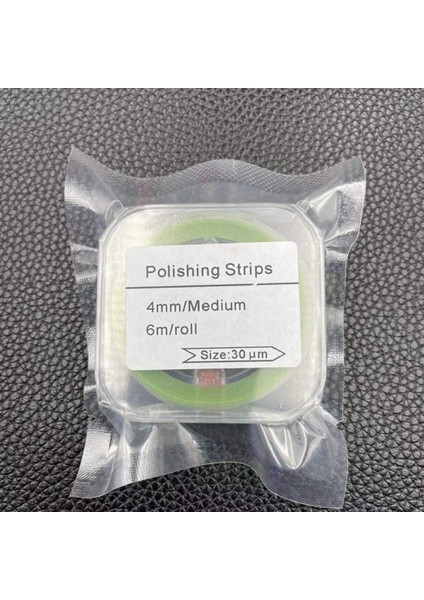 Polishing Strips
4mm/Medium
6m/roll
Size:30 μm